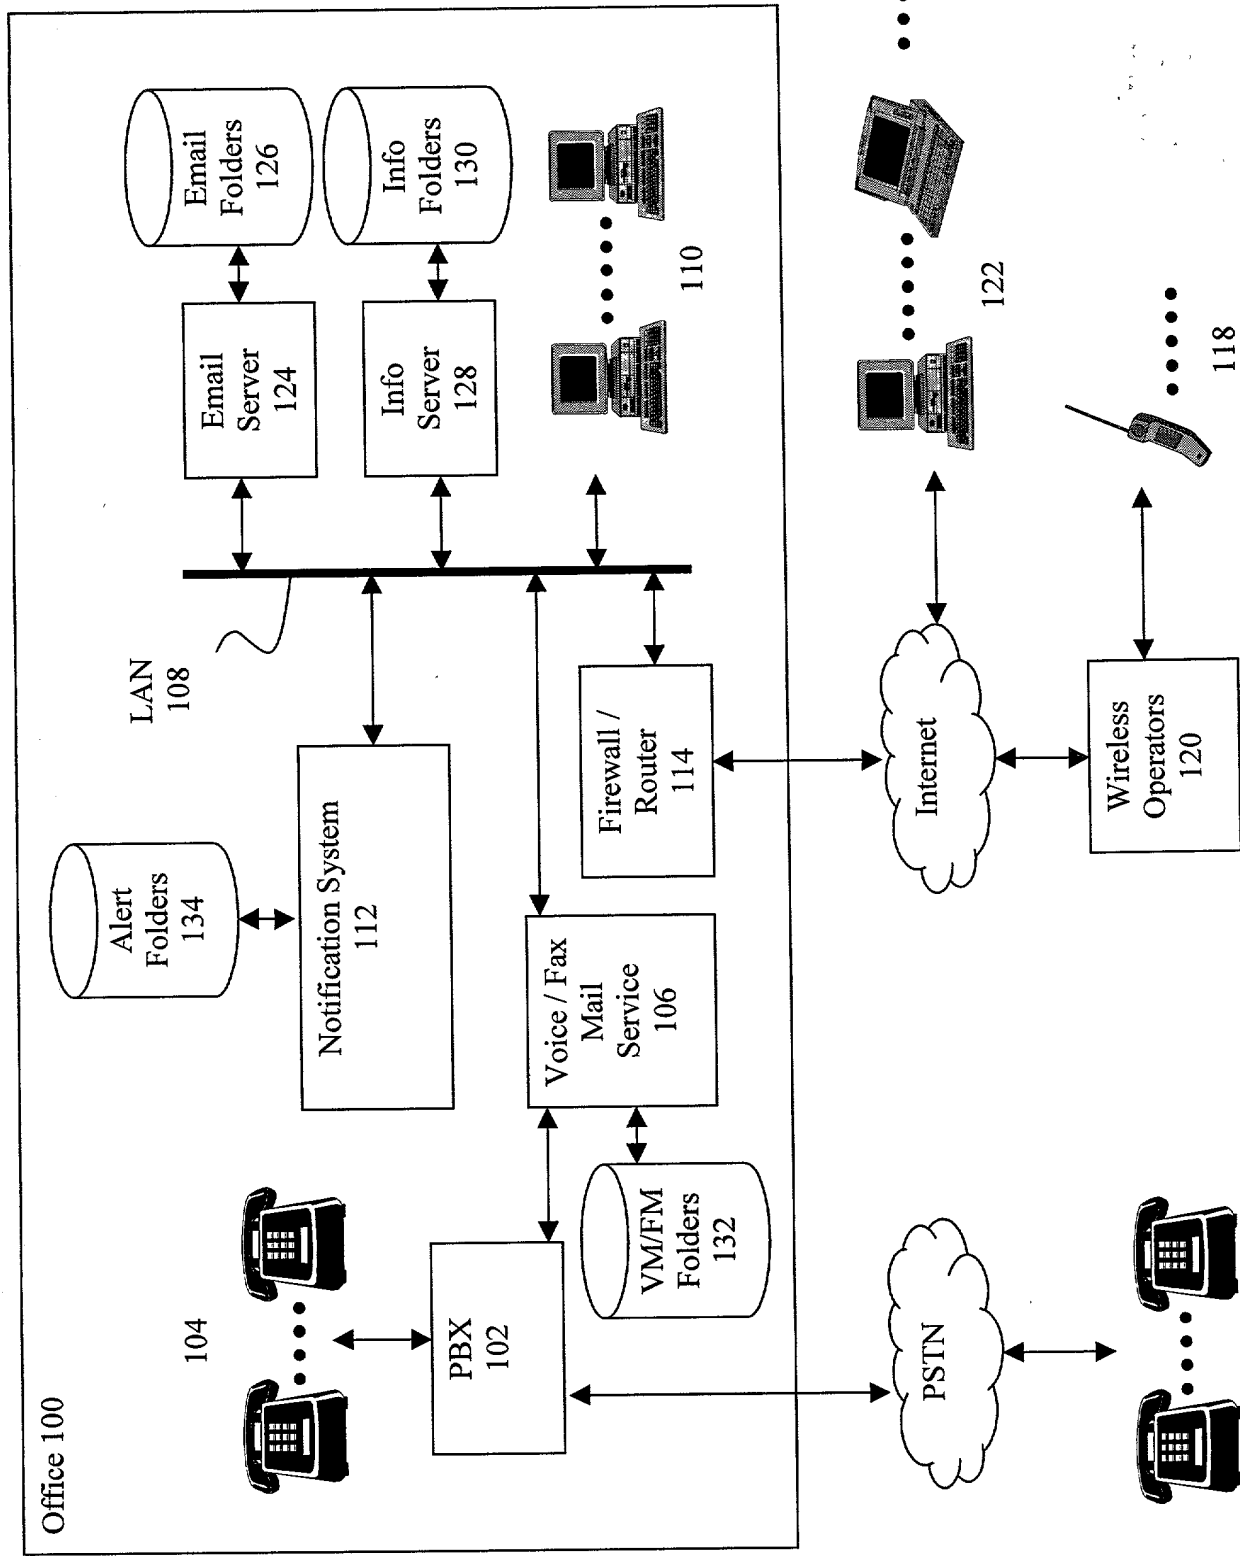 Office 100
104
PBX
102
VM/FM
Folders
132
Voice / Fax
Mail
Service
106
Alert
Folders
134
Notification System
112
LAN
108
Firewall /
Router
114
Email
Server
124
Email
Folders
126
Info
Server
128
Info
Folders
130
110
PSTN
Internet
122
Wireless
Operators
120
118